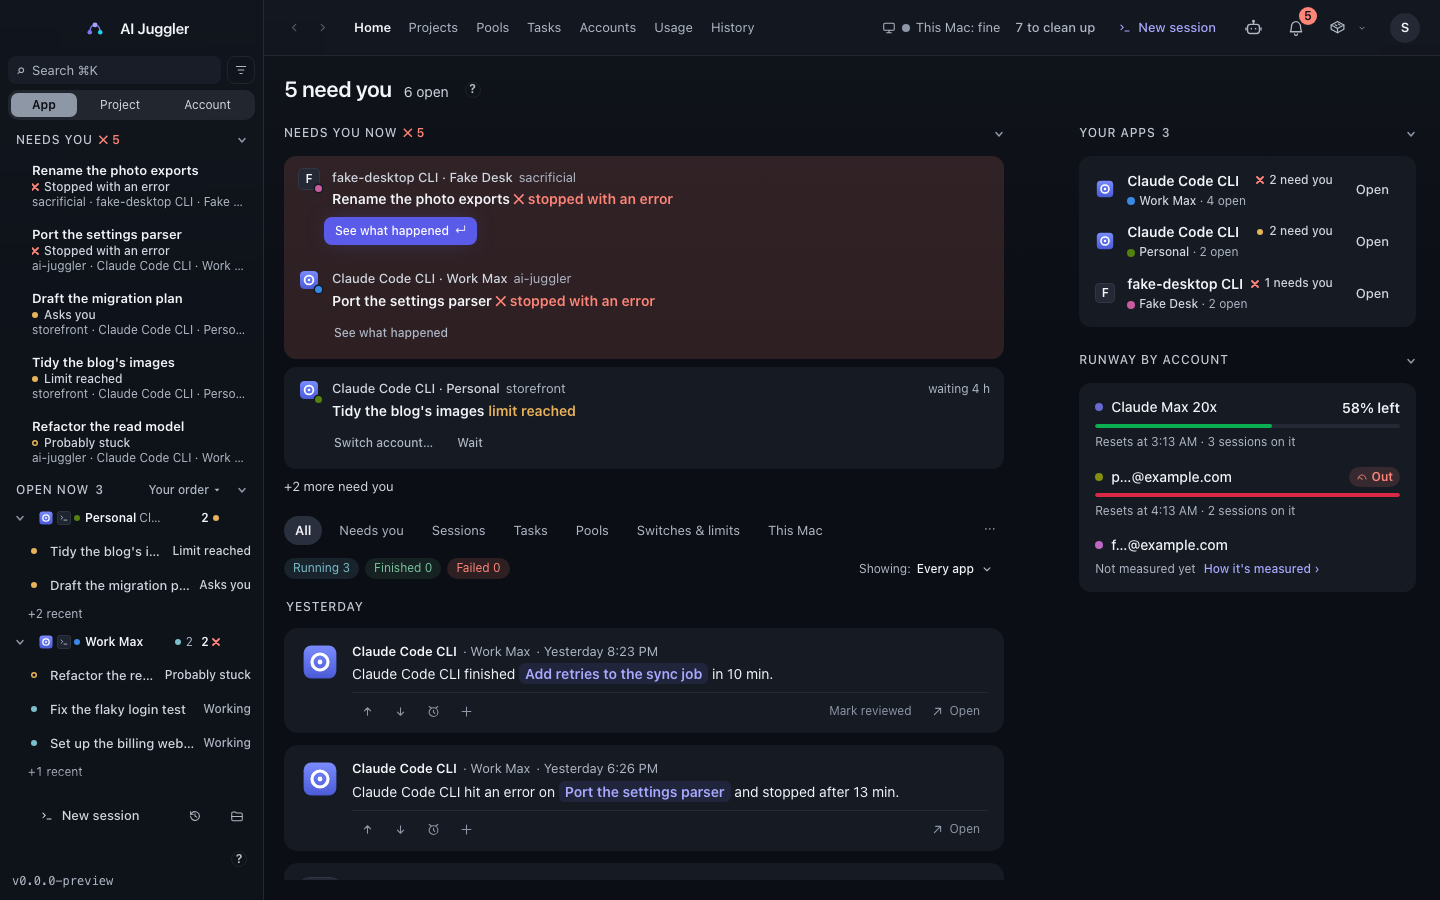 AI Juggler
Search ⌘K
App Project Account
NEEDS YOU 5
Rename the photo exports
Stopped with an error
sacrificial · fake-desktop CLI · Fake ...
Port the settings parser
Stopped with an error
ai-juggler · Claude Code CLI · Work ...
Draft the migration plan
Asks you
storefront · Claude Code CLI · Perso...
Tidy the blog's images
Limit reached
storefront · Claude Code CLI · Perso...
Refactor the read model
Probably stuck
ai-juggler · Claude Code CLI · Work ...
OPEN NOW 3 Your order
Personal Cl... 2
Tidy the blog's i... Limit reached
Draft the migration p... Asks you
+2 recent
Work Max 2 2
Refactor the re... Probably stuck
Fix the flaky login test Working
Set up the billing web... Working
+1 recent
New session
?
v0.0.0-preview
Home Projects Pools Tasks Accounts Usage History
This Mac: fine 7 to clean up New session 5 S
5 need you 6 open ?
NEEDS YOU NOW 5
F fake-desktop CLI · Fake Desk sacrificial
Rename the photo exports stopped with an error
See what happened ↵
Claude Code CLI · Work Max ai-juggler
Port the settings parser stopped with an error
See what happened
Claude Code CLI · Personal storefront waiting 4 h
Tidy the blog's images limit reached
Switch account... Wait
+2 more need you
All Needs you Sessions Tasks Pools Switches & limits This Mac ...
Running 3 Finished 0 Failed 0 Showing: Every app
YESTERDAY
Claude Code CLI · Work Max · Yesterday 8:23 PM
Claude Code CLI finished Add retries to the sync job in 10 min.
Mark reviewed Open
Claude Code CLI · Work Max · Yesterday 6:26 PM
Claude Code CLI hit an error on Port the settings parser and stopped after 13 min.
Open
YOUR APPS 3
Claude Code CLI 2 need you Open
Work Max · 4 open
Claude Code CLI 2 need you Open
Personal · 2 open
F fake-desktop CLI 1 needs you Open
Fake Desk · 2 open
RUNWAY BY ACCOUNT
Claude Max 20x 58% left
Resets at 3:13 AM · 3 sessions on it
p...@example.com Out
Resets at 4:13 AM · 2 sessions on it
f...@example.com
Not measured yet How it's measured ›